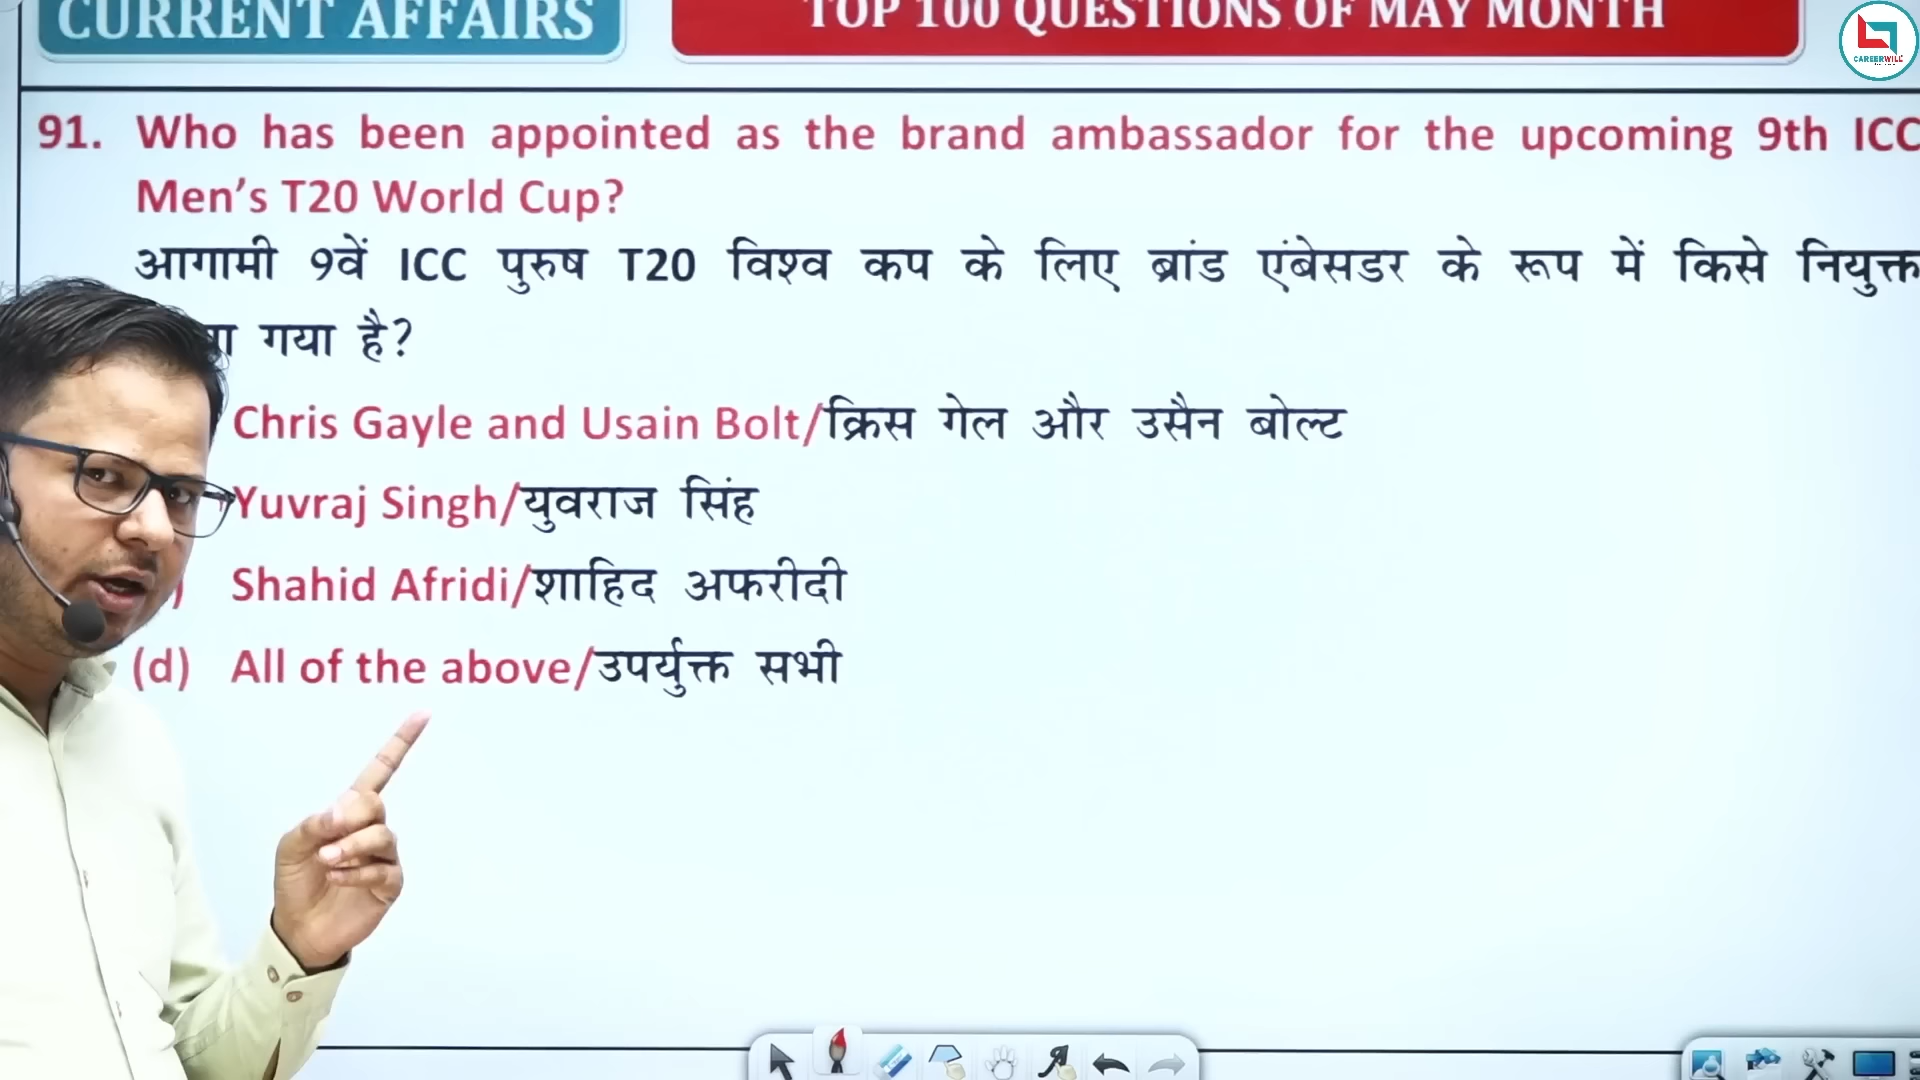 CURRENT AFFAIRS
TOP 100 QUESTIONS OF MAY MONTH
CAREERWILL
91. Who has been appointed as the brand ambassador for the upcoming 9th ICC
Men's T20 World Cup?
आगामी 9वें ICC पुरुष T20 विश्व कप के लिए ब्रांड एंबेसडर के रूप में किसे नियुक्त
गया है?
Chris Gayle and Usain Bolt/क्रिस गेल और उसैन बोल्ट
Yuvraj Singh/युवराज सिंह
Shahid Afridi/शाहिद अफरीदी
(d) All of the above/उपर्युक्त सभी